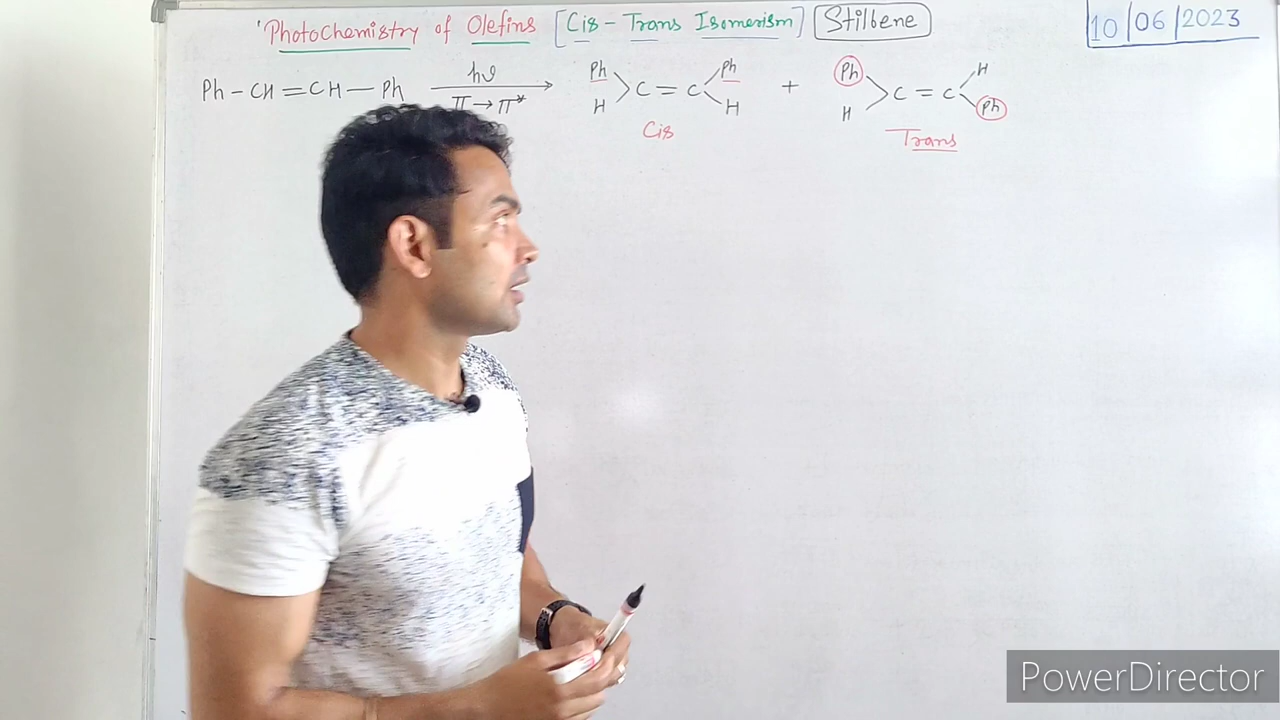 Photochemistry of Olefins [Cis - Trans Isomerism] Stilbene
10/06/2023
Ph - CH = CH - Ph hν π → π* Ph H C = C Ph H + Ph H C = C H Ph
Cis Trans
PowerDirector